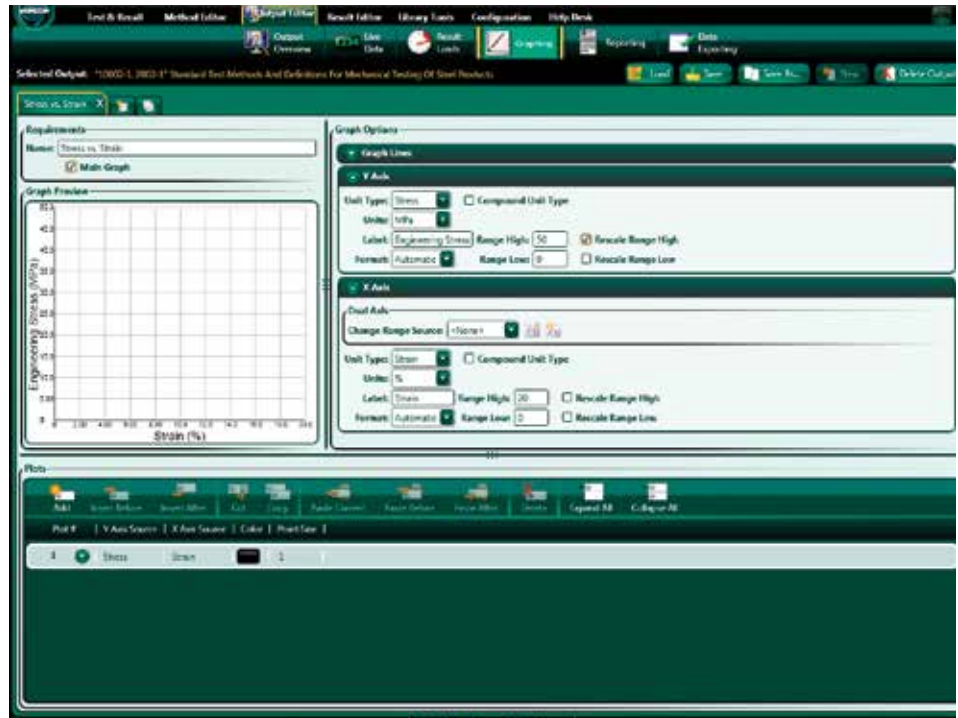 Test & Recall Method Editor Output Editor Result Editor Library Tools Configuration Help Desk
Output Overview Live Data Result Limits Graphing Reporting Data Exporting
Selected Output: Standard Test Methods And Definitions For Mechanical Testing Of Steel Products Load Save Save As... New Delete Output
Stress vs. Strain X
Requirements
Name: Stress vs. Strain
Main Graph
Graph Preview
Engineering Stress (MPa)
Strain (%)
Graph Options
Graph Lines
Y Axis
Unit Type: Stress Compound Unit Type
Units: MPa
Label: Engineering Stress Range High: 50 Rescale Range High
Format: Automatic Range Low: 0 Rescale Range Low
X Axis
Dual Axis
Change Range Source: <None>
Unit Type: Strain Compound Unit Type
Units: %
Label: Strain Range High: 20 Rescale Range High
Format: Automatic Range Low: 0 Rescale Range Low
Plots
Add Insert Before Insert After Cut Copy Paste Before Paste After Delete Expand All Collapse All
Plot # | Y Axis Source | X Axis Source | Color | Point Size |
Stress Strain 1